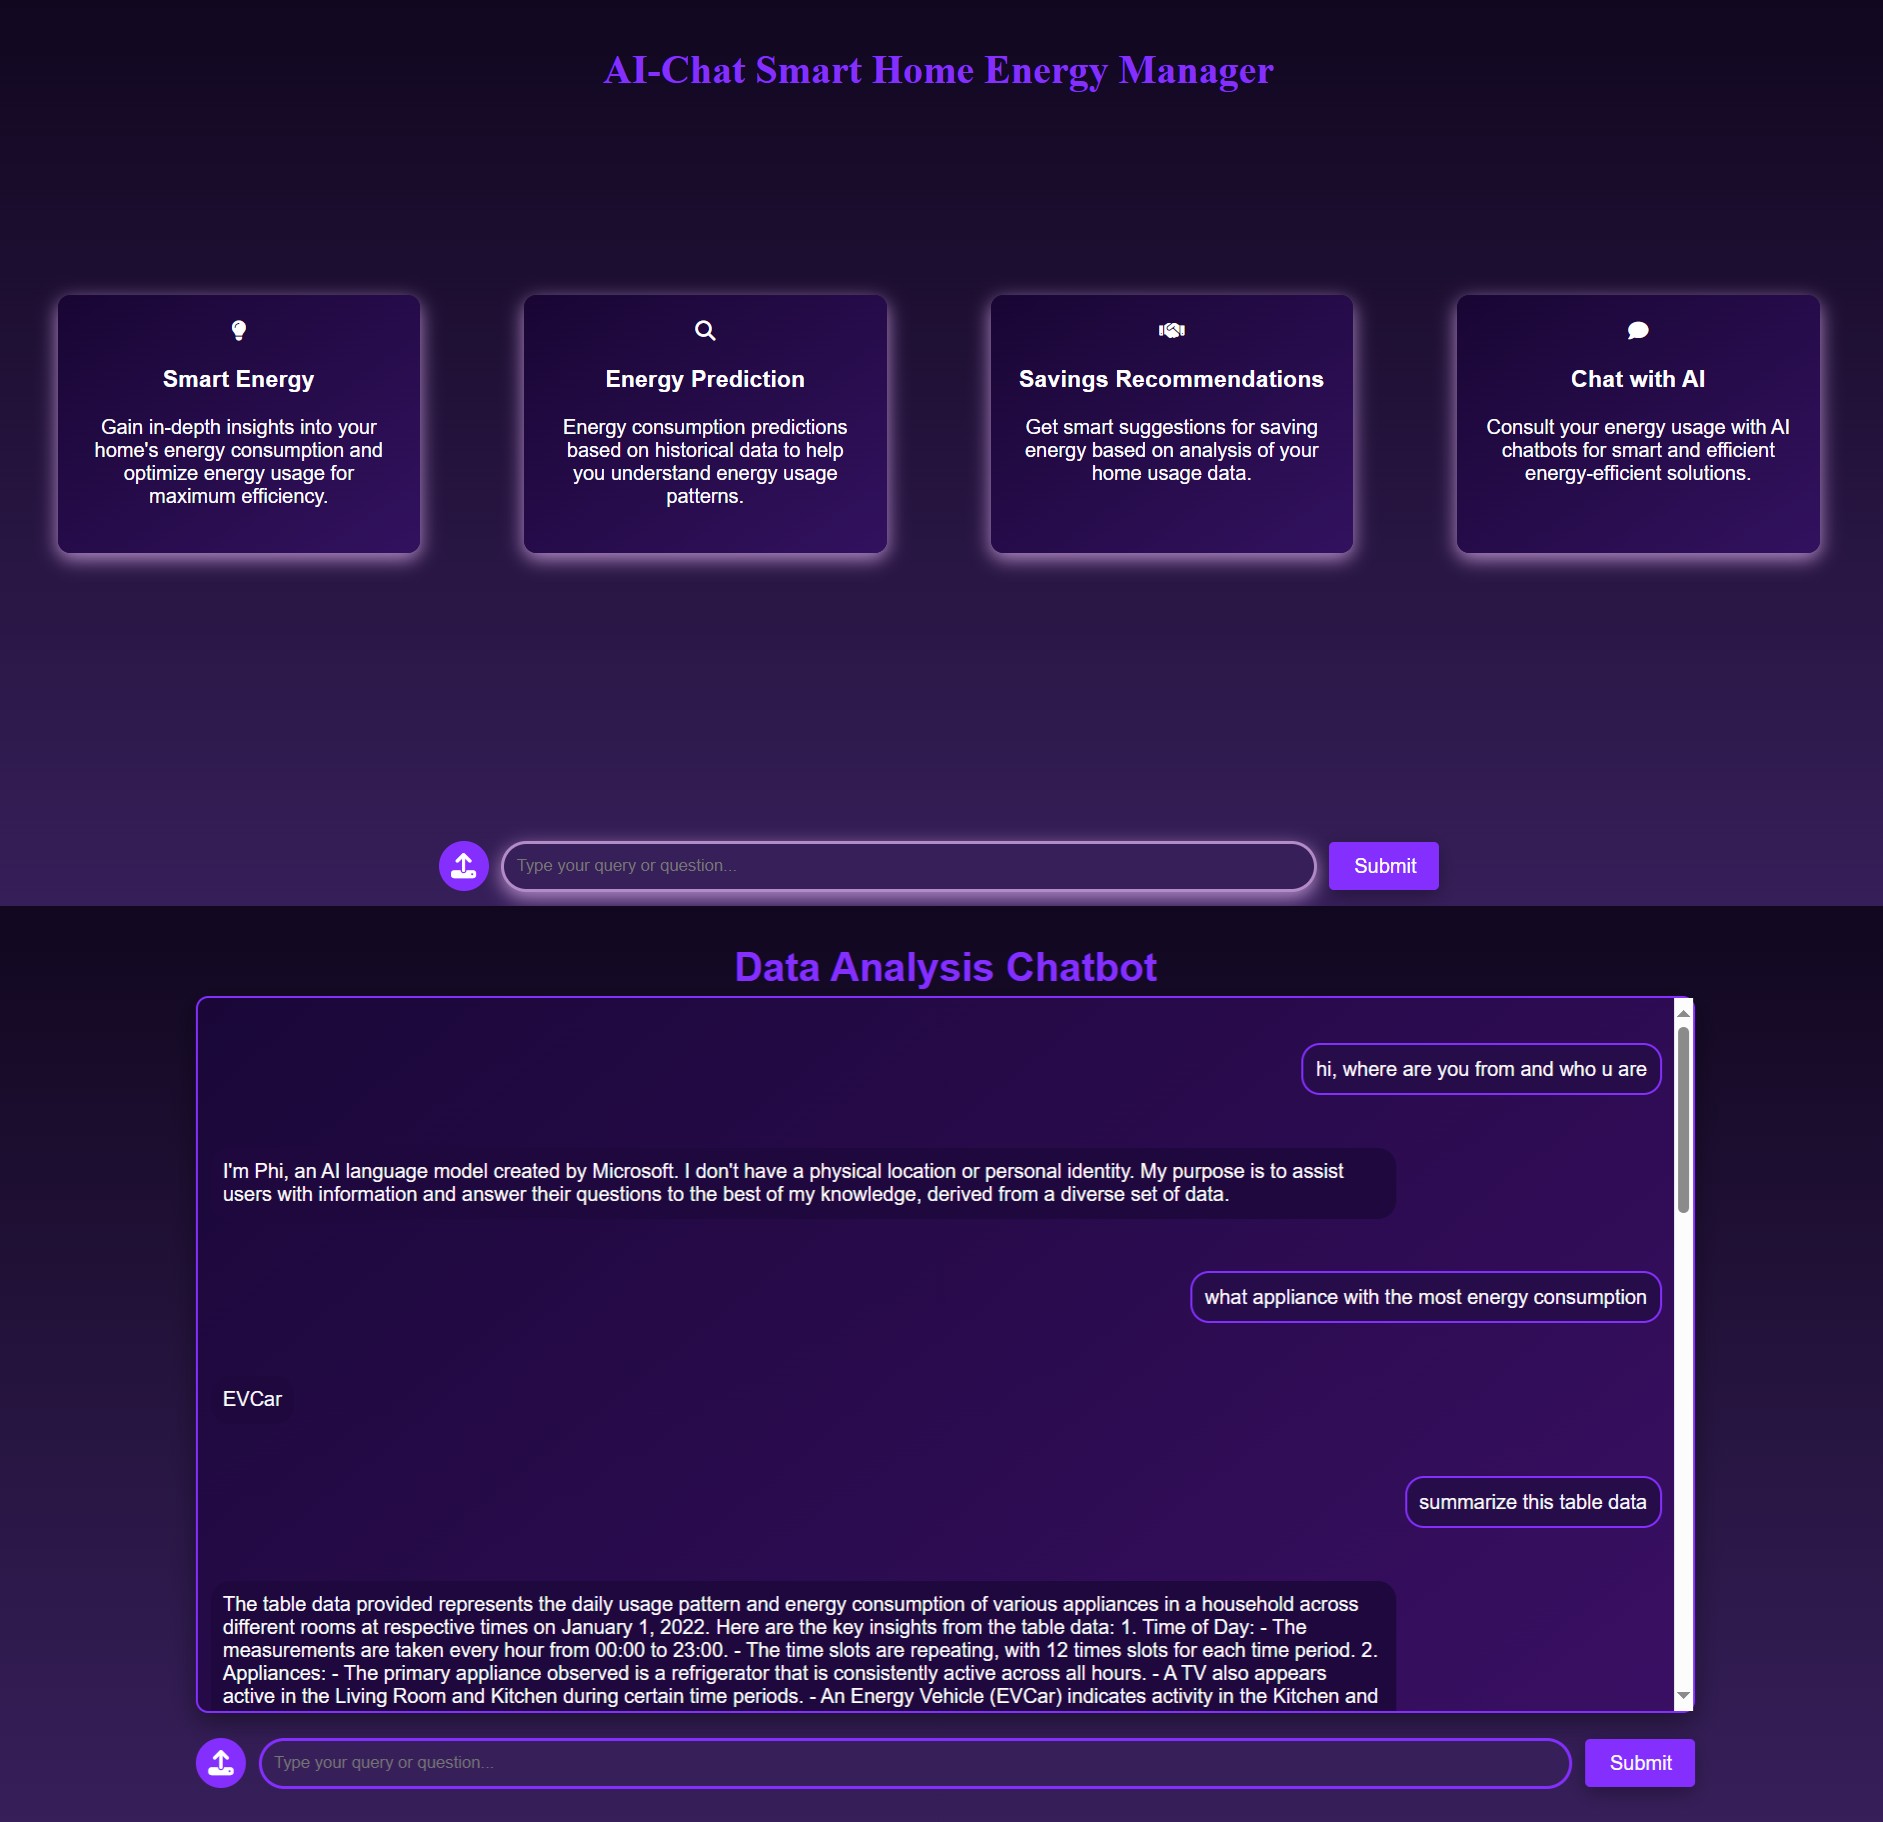 AI-Chat Smart Home Energy Manager
Smart Energy
Gain in-depth insights into your
home's energy consumption and
optimize energy usage for
maximum efficiency.
Energy Prediction
Energy consumption predictions
based on historical data to help
you understand energy usage
patterns.
Savings Recommendations
Get smart suggestions for saving
energy based on analysis of your
home usage data.
Chat with AI
Consult your energy usage with AI
chatbots for smart and efficient
energy-efficient solutions.
Type your query or question...
Submit
Data Analysis Chatbot
hi, where are you from and who u are
I'm Phi, an AI language model created by Microsoft. I don't have a physical location or personal identity. My purpose is to assist
users with information and answer their questions to the best of my knowledge, derived from a diverse set of data.
what appliance with the most energy consumption
EVCar
summarize this table data
The table data provided represents the daily usage pattern and energy consumption of various appliances in a household across
different rooms at respective times on January 1, 2022. Here are the key insights from the table data: 1. Time of Day: - The
measurements are taken every hour from 00:00 to 23:00. - The time slots are repeating, with 12 times slots for each time period. 2.
Appliances: - The primary appliance observed is a refrigerator that is consistently active across all hours. - A TV also appears
active in the Living Room and Kitchen during certain time periods. - An Energy Vehicle (EVCar) indicates activity in the Kitchen and
Type your query or question...
Submit